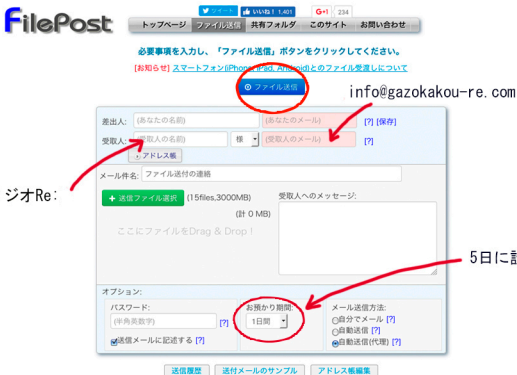 FilePost
ツイート いいね! 1,401 G+1 234
トップページ ファイル送信 共有フォルダ このサイト お問い合わせ
必要事項を入力し、「ファイル送信」ボタンをクリックしてください。
[お知らせ] スマートフォン(iPhone, iPad, Android)とのファイル受渡しについて
ファイル送信
info@gazokakou-re.com
差出人: (あなたの名前) (あなたのメール) [?] [保存]
受取人: (受取人の名前) 様 (受取人のメール) [?]
アドレス帳
メール件名: ファイル送付の連絡
ジオRe:
+ 送信ファイル選択 (15files,3000MB) 受取人へのメッセージ:
(計 0 MB)
ここにファイルをDrag & Drop !
5日に
オプション:
パスワード: お預かり期間: メール送信方法:
(半角英数字) [?] 1日間 自分でメール [?]
自動送信 [?]
送信メールに記述する [?] 自動送信(代理) [?]
送信履歴 送付メールのサンプル アドレス帳編集